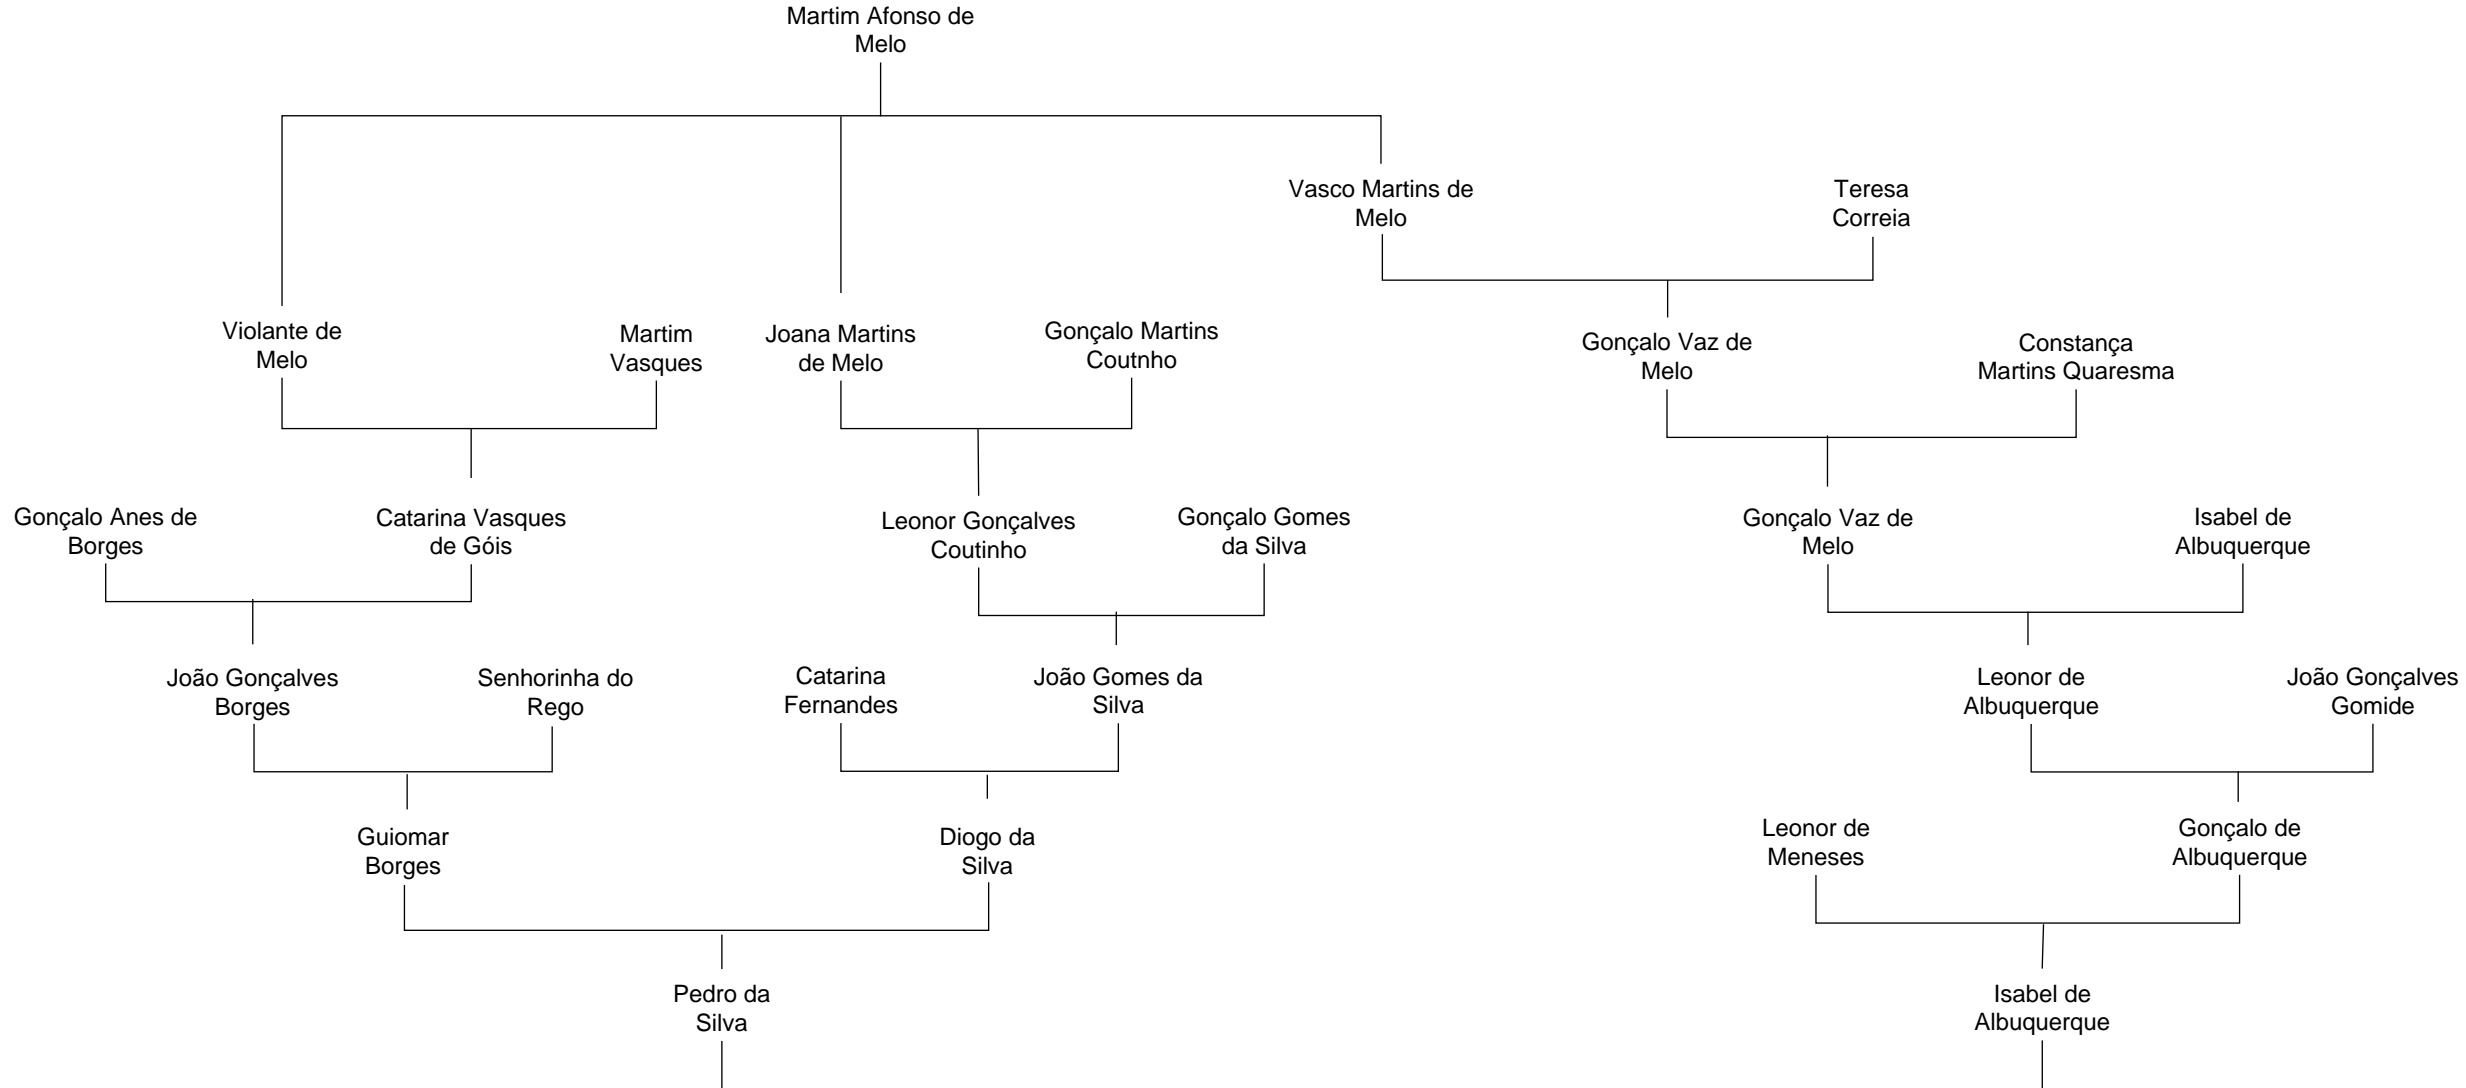 Martim Afonso de
Melo
Vasco Martins de
Melo
Teresa
Correia
Violante de
Melo
Martim
Vasques
Joana Martins
de Melo
Gonçalo Martins
Coutnho
Gonçalo Vaz de
Melo
Constança
Martins Quaresma
Gonçalo Anes de
Borges
Catarina Vasques
de Góis
Leonor Gonçalves
Coutinho
Gonçalo Gomes
da Silva
Gonçalo Vaz de
Melo
Isabel de
Albuquerque
João Gonçalves
Borges
Senhorinha do
Rego
Catarina
Fernandes
João Gomes da
Silva
Leonor de
Albuquerque
João Gonçalves
Gomide
Guiomar
Borges
Diogo da
Silva
Leonor de
Meneses
Gonçalo de
Albuquerque
Pedro da
Silva
Isabel de
Albuquerque